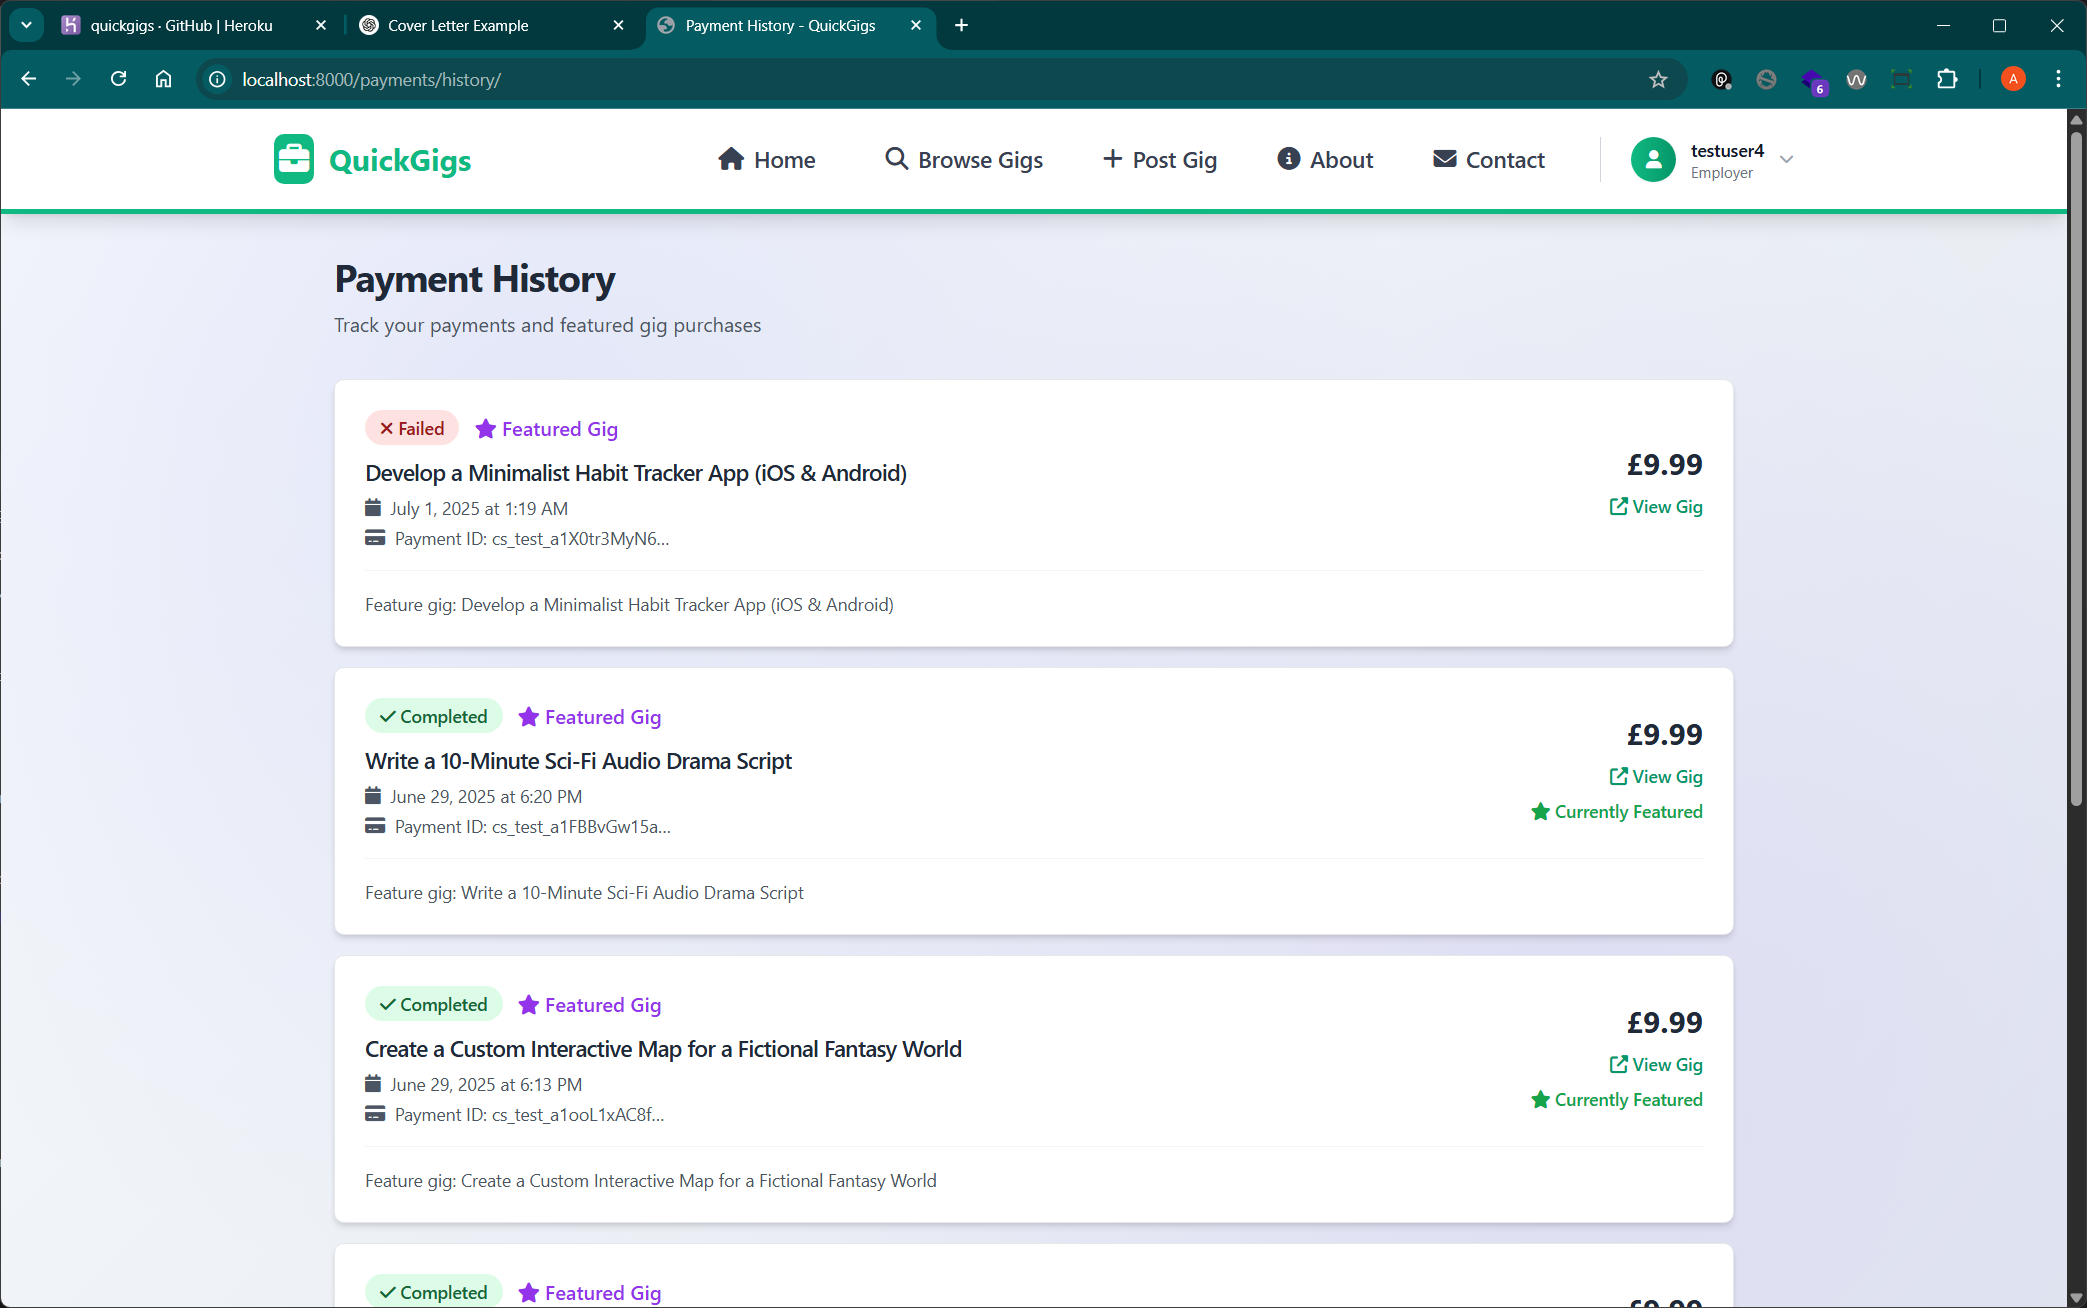 quickgigs · GitHub | Heroku
Cover Letter Example
Payment History - QuickGigs
localhost:8000/payments/history/
6
A
QuickGigs
Home
Browse Gigs
Post Gig
About
Contact
testuser4
Employer
Payment History
Track your payments and featured gig purchases
Failed
Featured Gig
Develop a Minimalist Habit Tracker App (iOS & Android)
July 1, 2025 at 1:19 AM
Payment ID: cs_test_a1X0tr3MyN6...
£9.99
View Gig
Feature gig: Develop a Minimalist Habit Tracker App (iOS & Android)
Completed
Featured Gig
Write a 10-Minute Sci-Fi Audio Drama Script
June 29, 2025 at 6:20 PM
Payment ID: cs_test_a1FBBvGw15a...
£9.99
View Gig
Currently Featured
Feature gig: Write a 10-Minute Sci-Fi Audio Drama Script
Completed
Featured Gig
Create a Custom Interactive Map for a Fictional Fantasy World
June 29, 2025 at 6:13 PM
Payment ID: cs_test_a1ooL1xAC8f...
£9.99
View Gig
Currently Featured
Feature gig: Create a Custom Interactive Map for a Fictional Fantasy World
Completed
Featured Gig